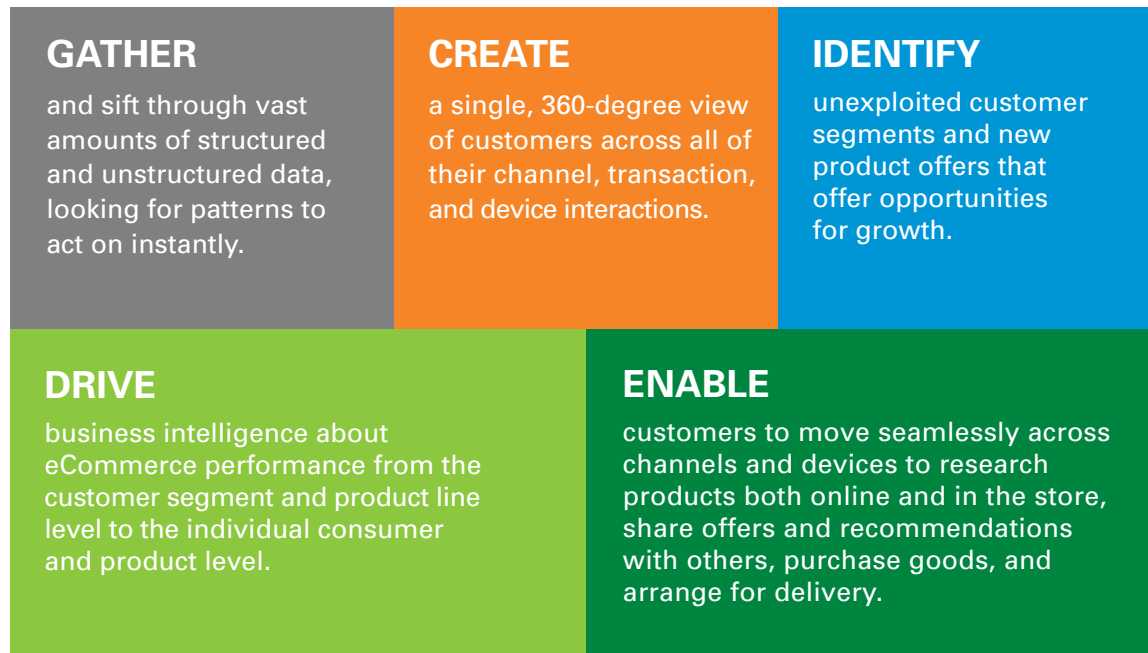 GATHER
and sift through vast
amounts of structured
and unstructured data,
looking for patterns to
act on instantly.
CREATE
a single, 360-degree view
of customers across all of
their channel, transaction,
and device interactions.
IDENTIFY
unexploited customer
segments and new
product offers that
offer opportunities
for growth.
DRIVE
business intelligence about
eCommerce performance from the
customer segment and product line
level to the individual consumer
and product level.
ENABLE
customers to move seamlessly across
channels and devices to research
products both online and in the store,
share offers and recommendations
with others, purchase goods, and
arrange for delivery.